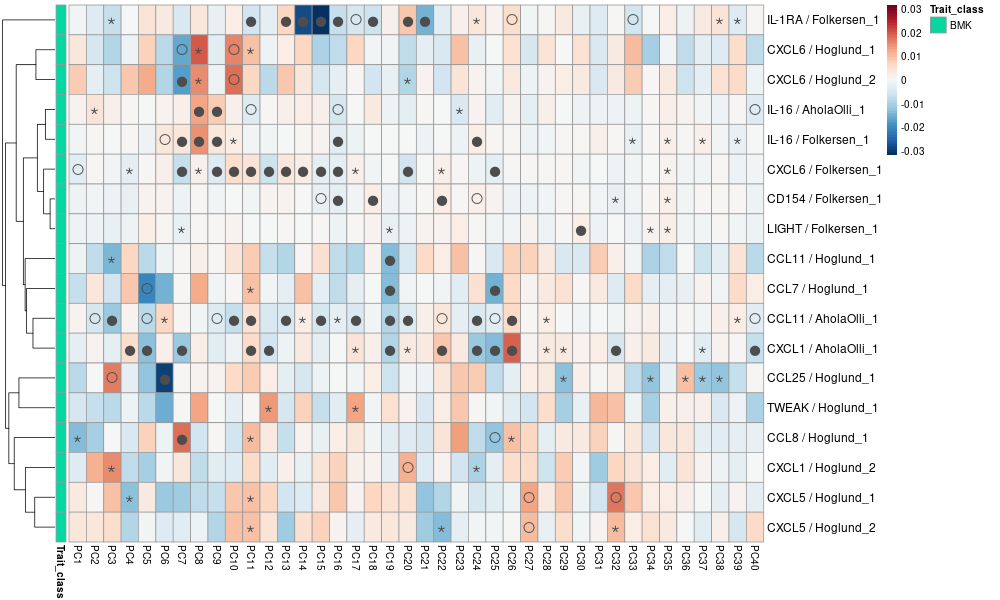 Trait_class
BMK
0.03
0.02
0.01
0
-0.01
-0.02
-0.03
IL-1RA / Folkersen_1
CXCL6 / Hoglund_1
CXCL6 / Hoglund_2
IL-16 / AholaOlli_1
IL-16 / Folkersen_1
CXCL6 / Folkersen_1
CD154 / Folkersen_1
LIGHT / Folkersen_1
CCL11 / Hoglund_1
CCL7 / Hoglund_1
CCL11 / AholaOlli_1
CXCL1 / AholaOlli_1
CCL25 / Hoglund_1
TWEAK / Hoglund_1
CCL8 / Hoglund_1
CXCL1 / Hoglund_2
CXCL5 / Hoglund_1
CXCL5 / Hoglund_2
Trait_class
PC1
PC2
PC3
PC4
PC5
PC6
PC7
PC8
PC9
PC10
PC11
PC12
PC13
PC14
PC15
PC16
PC17
PC18
PC19
PC20
PC21
PC22
PC23
PC24
PC25
PC26
PC27
PC28
PC29
PC30
PC31
PC32
PC33
PC34
PC35
PC36
PC37
PC38
PC39
PC40